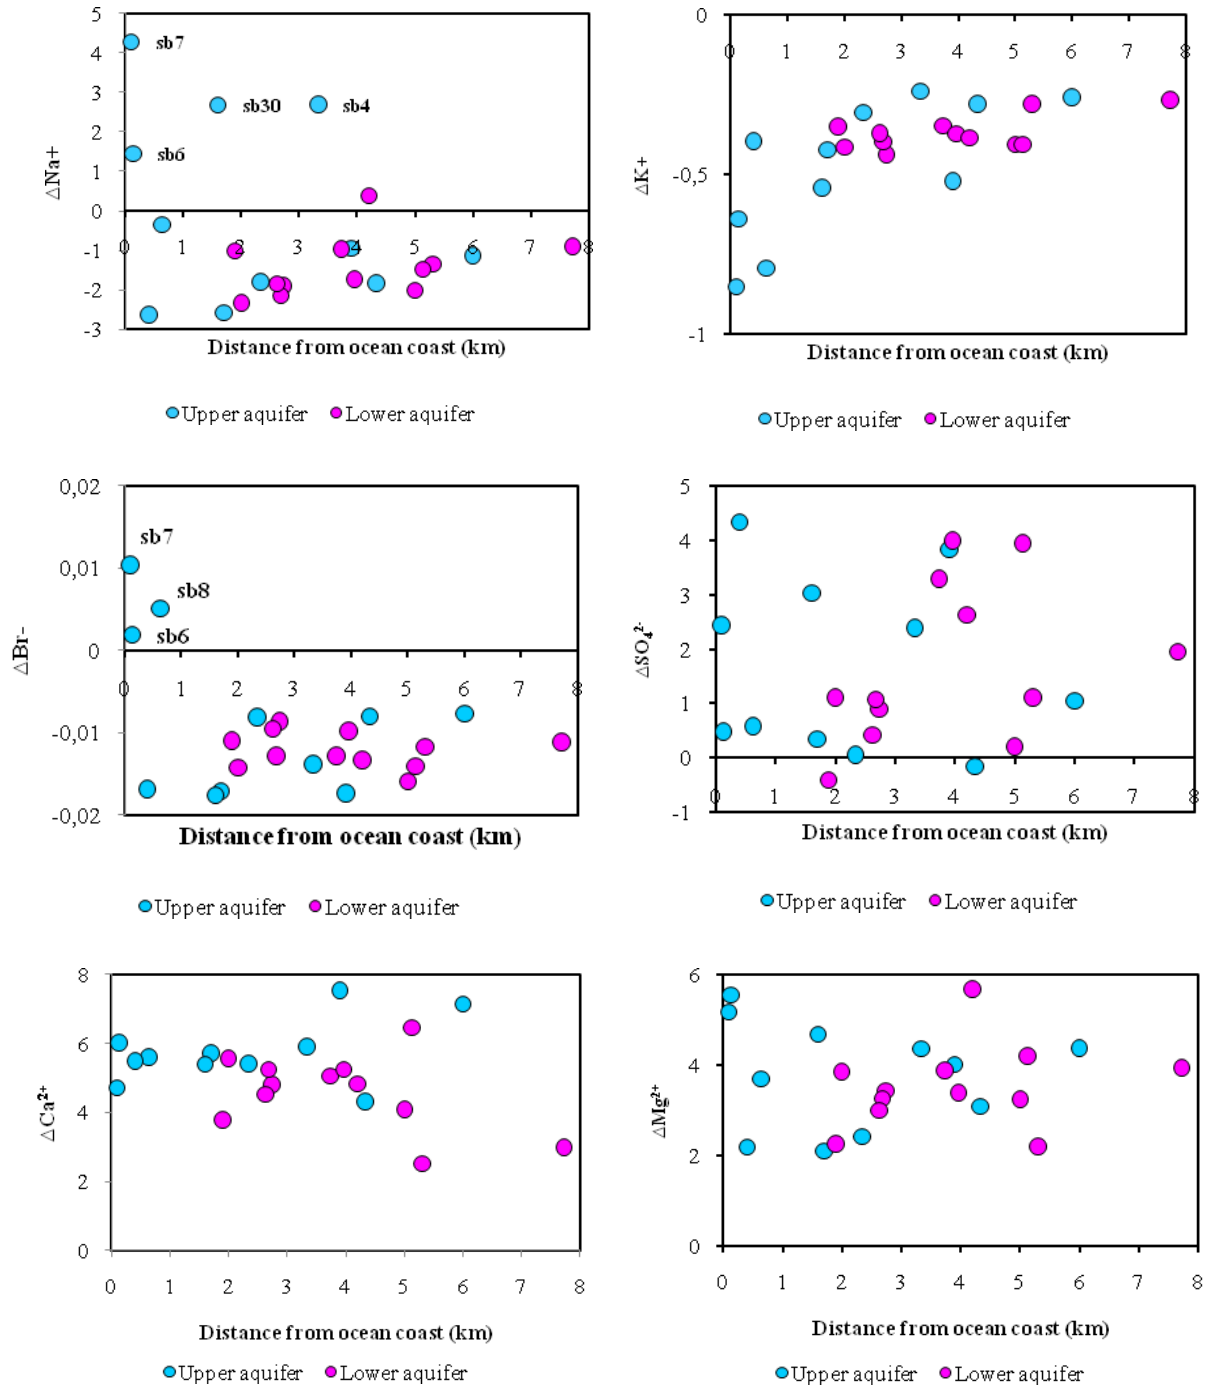 5
4
3
2
1
0
-1
-2
-3
ΔNa+
sb7
sb30
sb4
sb6
0 1 2 3 4 5 6 7 8
Distance from ocean coast (km)
Upper aquifer Lower aquifer
0
-0,5
-1
ΔK+
0 1 2 3 4 5 6 7 8
Distance from ocean coast (km)
Upper aquifer Lower aquifer
0,02
0,01
0
-0,01
-0,02
ΔBr-
sb7
sb8
sb6
0 1 2 3 4 5 6 7 8
Distance from ocean coast (km)
Upper aquifer Lower aquifer
5
4
3
2
1
0
-1
ΔSO₄²⁻
0 1 2 3 4 5 6 7 8
Distance from ocean coast (km)
Upper aquifer Lower aquifer
8
6
4
2
0
ΔCa²⁺
0 1 2 3 4 5 6 7 8
Distance from ocean coast (km)
Upper aquifer Lower aquifer
6
4
2
0
ΔMg²⁺
0 1 2 3 4 5 6 7 8
Distance from ocean coast (km)
Upper aquifer Lower aquifer